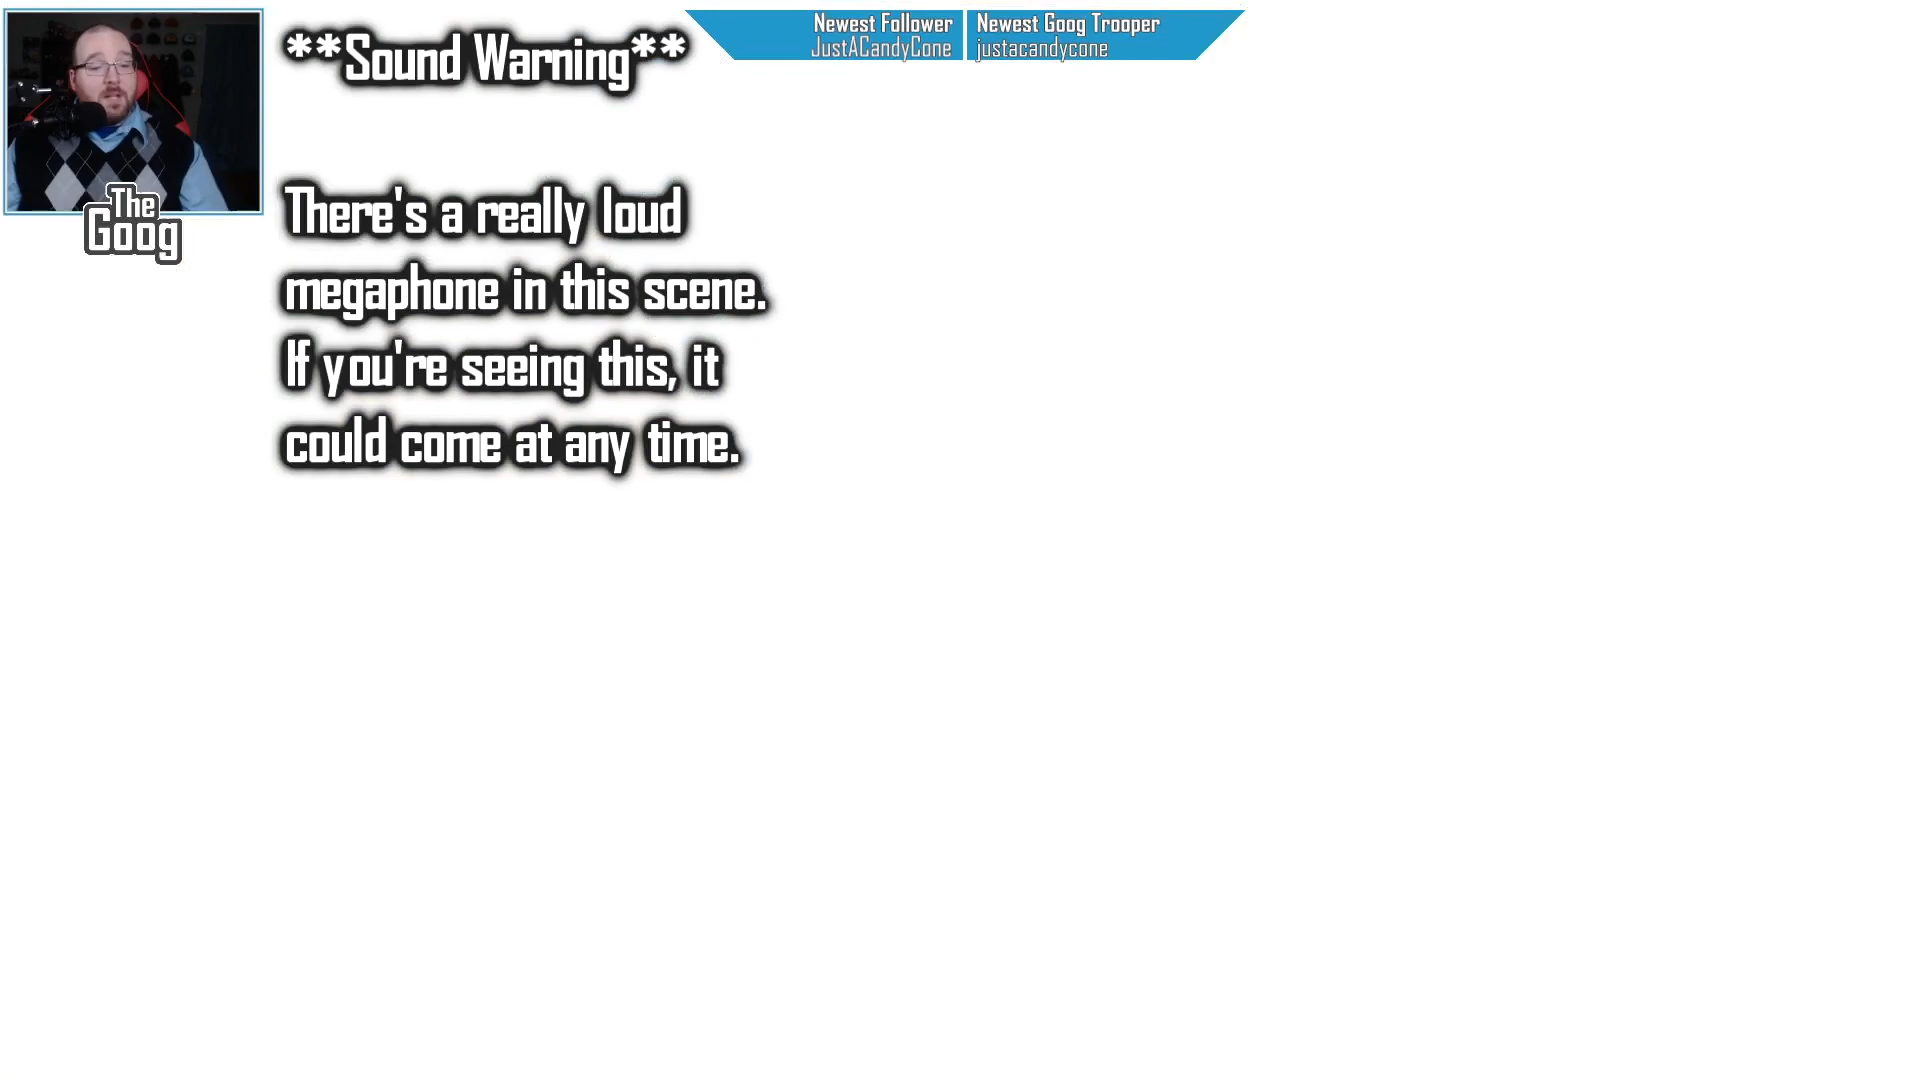 **Sound Warning**
There's a really loud
megaphone in this scene.
If you're seeing this, it
could come at any time.
Newest Follower
JustACandyCone
Newest Goog Trooper
justacandycone
The
Goog